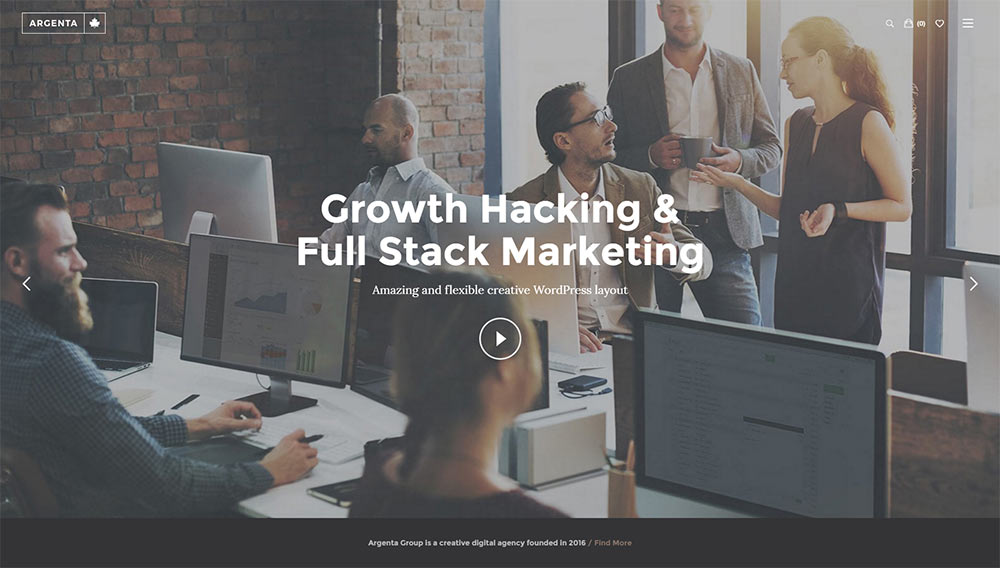 ARGENTA
(0)
Growth Hacking &
Full Stack Marketing
Amazing and flexible creative WordPress layout
Argenta Group is a creative digital agency founded in 2016 / Find More